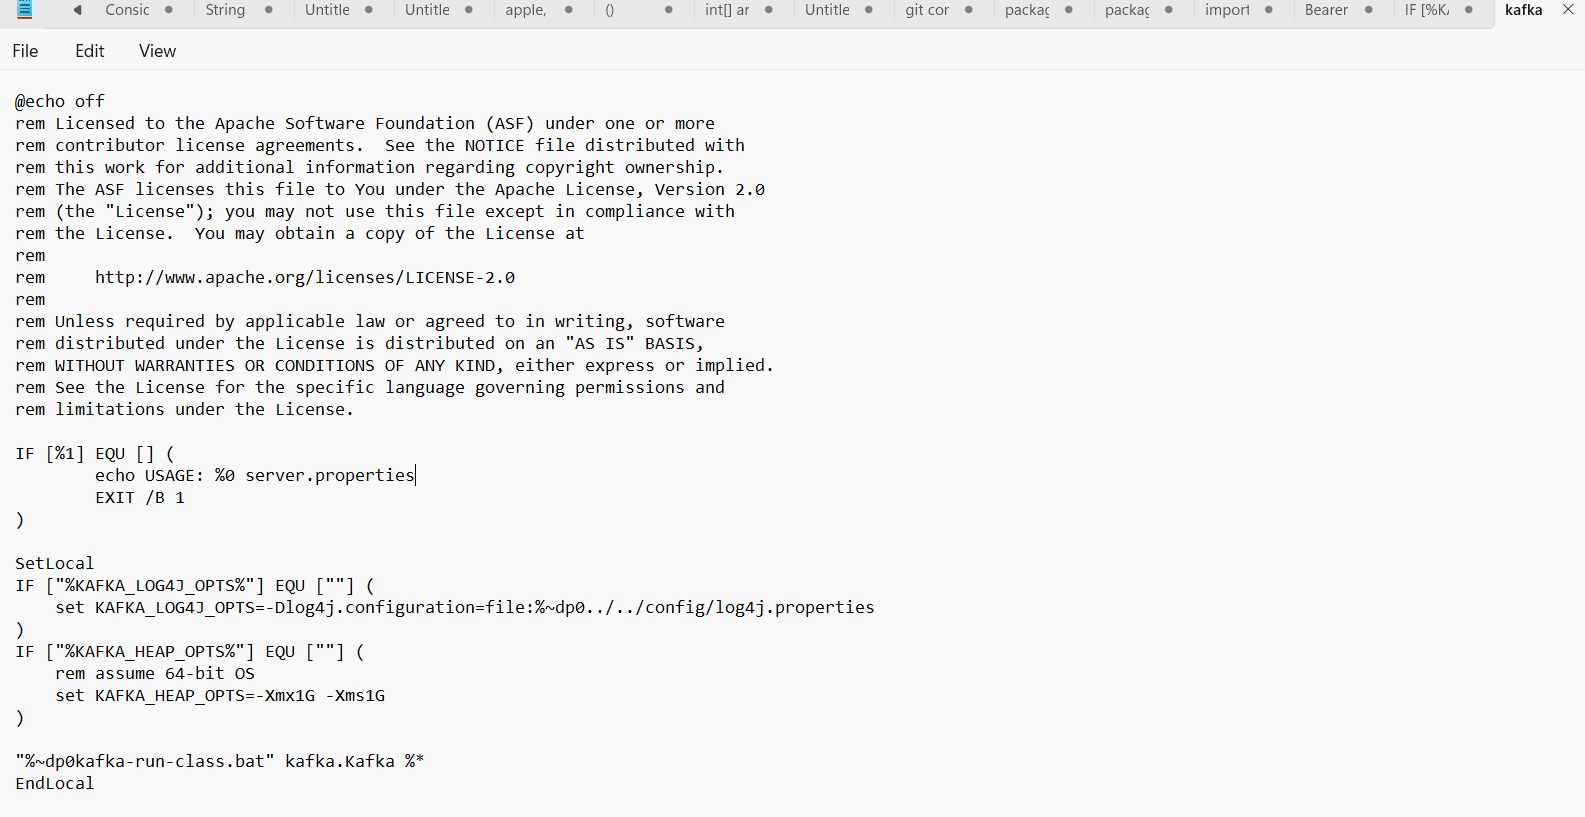 Consic
String
Untitle
Untitle
apple,
()
int[] ar
Untitle
git cor
packag
packag
import
Bearer
IF [%K
kafka
File Edit View
@echo off
rem Licensed to the Apache Software Foundation (ASF) under one or more
rem contributor license agreements.  See the NOTICE file distributed with
rem this work for additional information regarding copyright ownership.
rem The ASF licenses this file to You under the Apache License, Version 2.0
rem (the "License"); you may not use this file except in compliance with
rem the License.  You may obtain a copy of the License at
rem
rem     http://www.apache.org/licenses/LICENSE-2.0
rem
rem Unless required by applicable law or agreed to in writing, software
rem distributed under the License is distributed on an "AS IS" BASIS,
rem WITHOUT WARRANTIES OR CONDITIONS OF ANY KIND, either express or implied.
rem See the License for the specific language governing permissions and
rem limitations under the License.
IF [%1] EQU [] (
        echo USAGE: %0 server.properties
        EXIT /B 1
)
SetLocal
IF ["%KAFKA_LOG4J_OPTS%"] EQU [""] (
    set KAFKA_LOG4J_OPTS=-Dlog4j.configuration=file:%~dp0../../config/log4j.properties
)
IF ["%KAFKA_HEAP_OPTS%"] EQU [""] (
    rem assume 64-bit OS
    set KAFKA_HEAP_OPTS=-Xmx1G -Xms1G
)
"%~dp0kafka-run-class.bat" kafka.Kafka %*
EndLocal